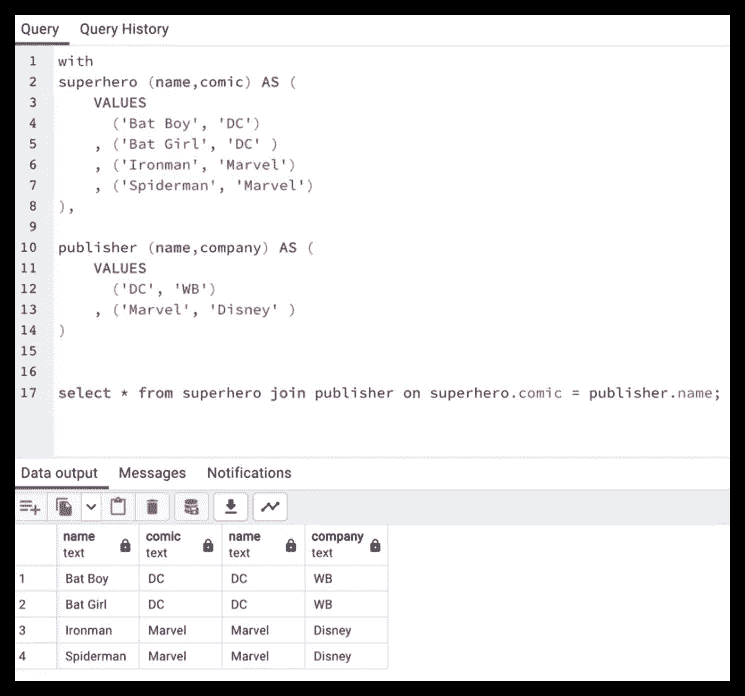 Query Query History
1 with
2 superhero (name,comic) AS (
3 VALUES
4 ('Bat Boy', 'DC')
5 , ('Bat Girl', 'DC' )
6 , ('Ironman', 'Marvel')
7 , ('Spiderman', 'Marvel')
8 ),
9
10 publisher (name,company) AS (
11 VALUES
12 ('DC', 'WB')
13 , ('Marvel', 'Disney' )
14 )
15
16
17 select * from superhero join publisher on superhero.comic = publisher.name;
Data output Messages Notifications
name comic name company
text text text text
1 Bat Boy DC DC WB
2 Bat Girl DC DC WB
3 Ironman Marvel Marvel Disney
4 Spiderman Marvel Marvel Disney